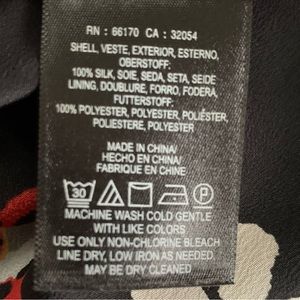 RN : 66170 CA : 32054
SHELL, VESTE, EXTERIOR, ESTERNO,
OBERSTOFF:
100% SILK, SOIE, SEDA, SETA, SEIDE
LINING, DOUBLURE, FORRO, FODERA,
FUTTERSTOFF:
100% POLYESTER, POLYESTER, POLIÉSTER,
POLIESTERE, POLYESTER
MADE IN CHINA/
HECHO EN CHINA/
FABRIQUE EN CHINE
30
P
MACHINE WASH COLD GENTLE
WITH LIKE COLORS
USE ONLY NON-CHLORINE BLEACH
LINE DRY, LOW IRON AS NEEDED
MAY BE DRY CLEANED